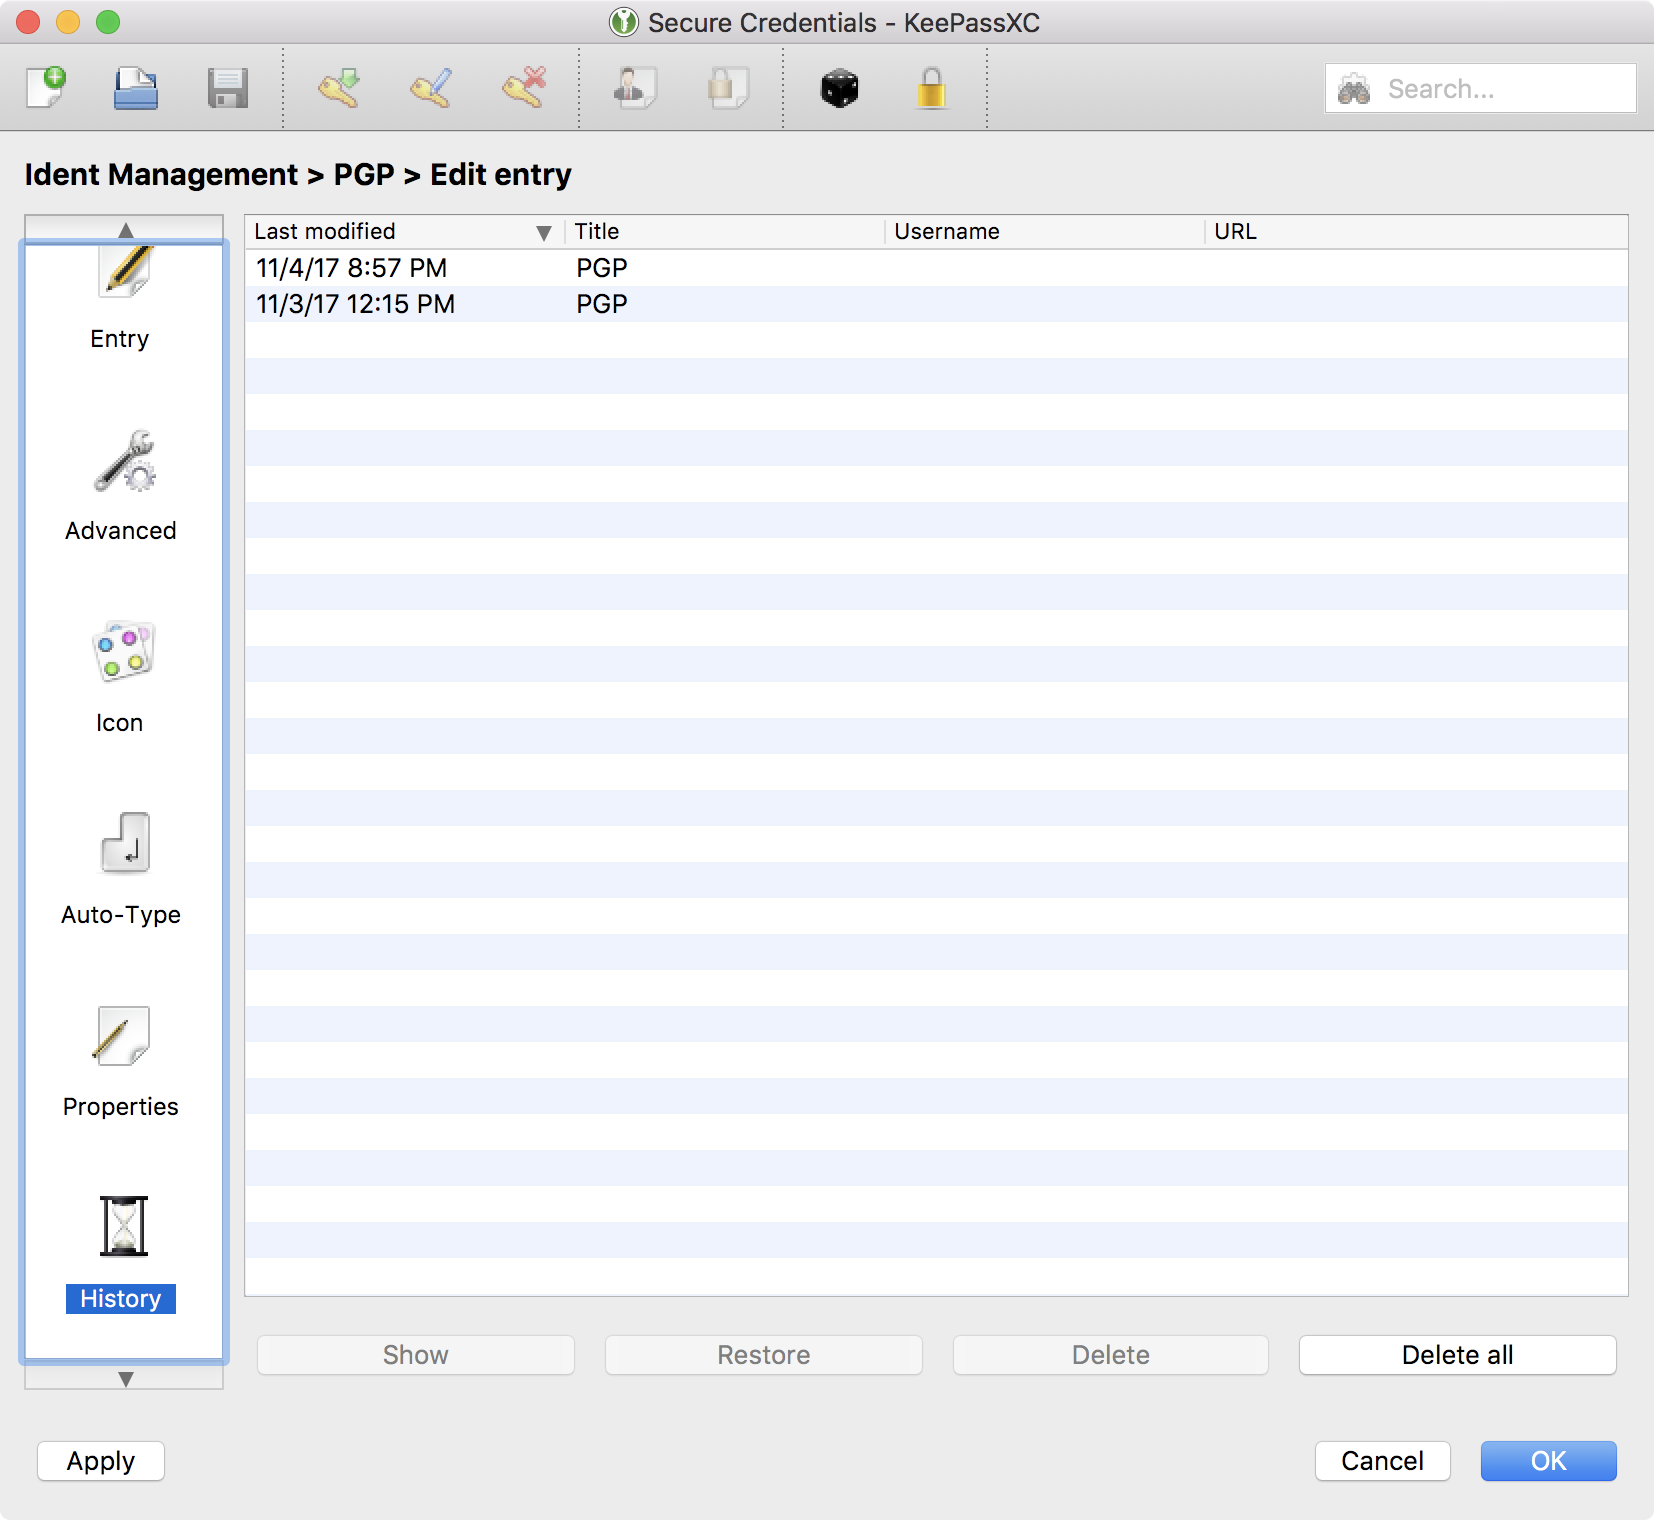 Secure Credentials - KeePassXC
Search...
Ident Management > PGP > Edit entry
Last modified Title Username URL
11/4/17 8:57 PM PGP
11/3/17 12:15 PM PGP
Entry
Advanced
Icon
Auto-Type
Properties
History
Show Restore Delete Delete all
Apply Cancel OK